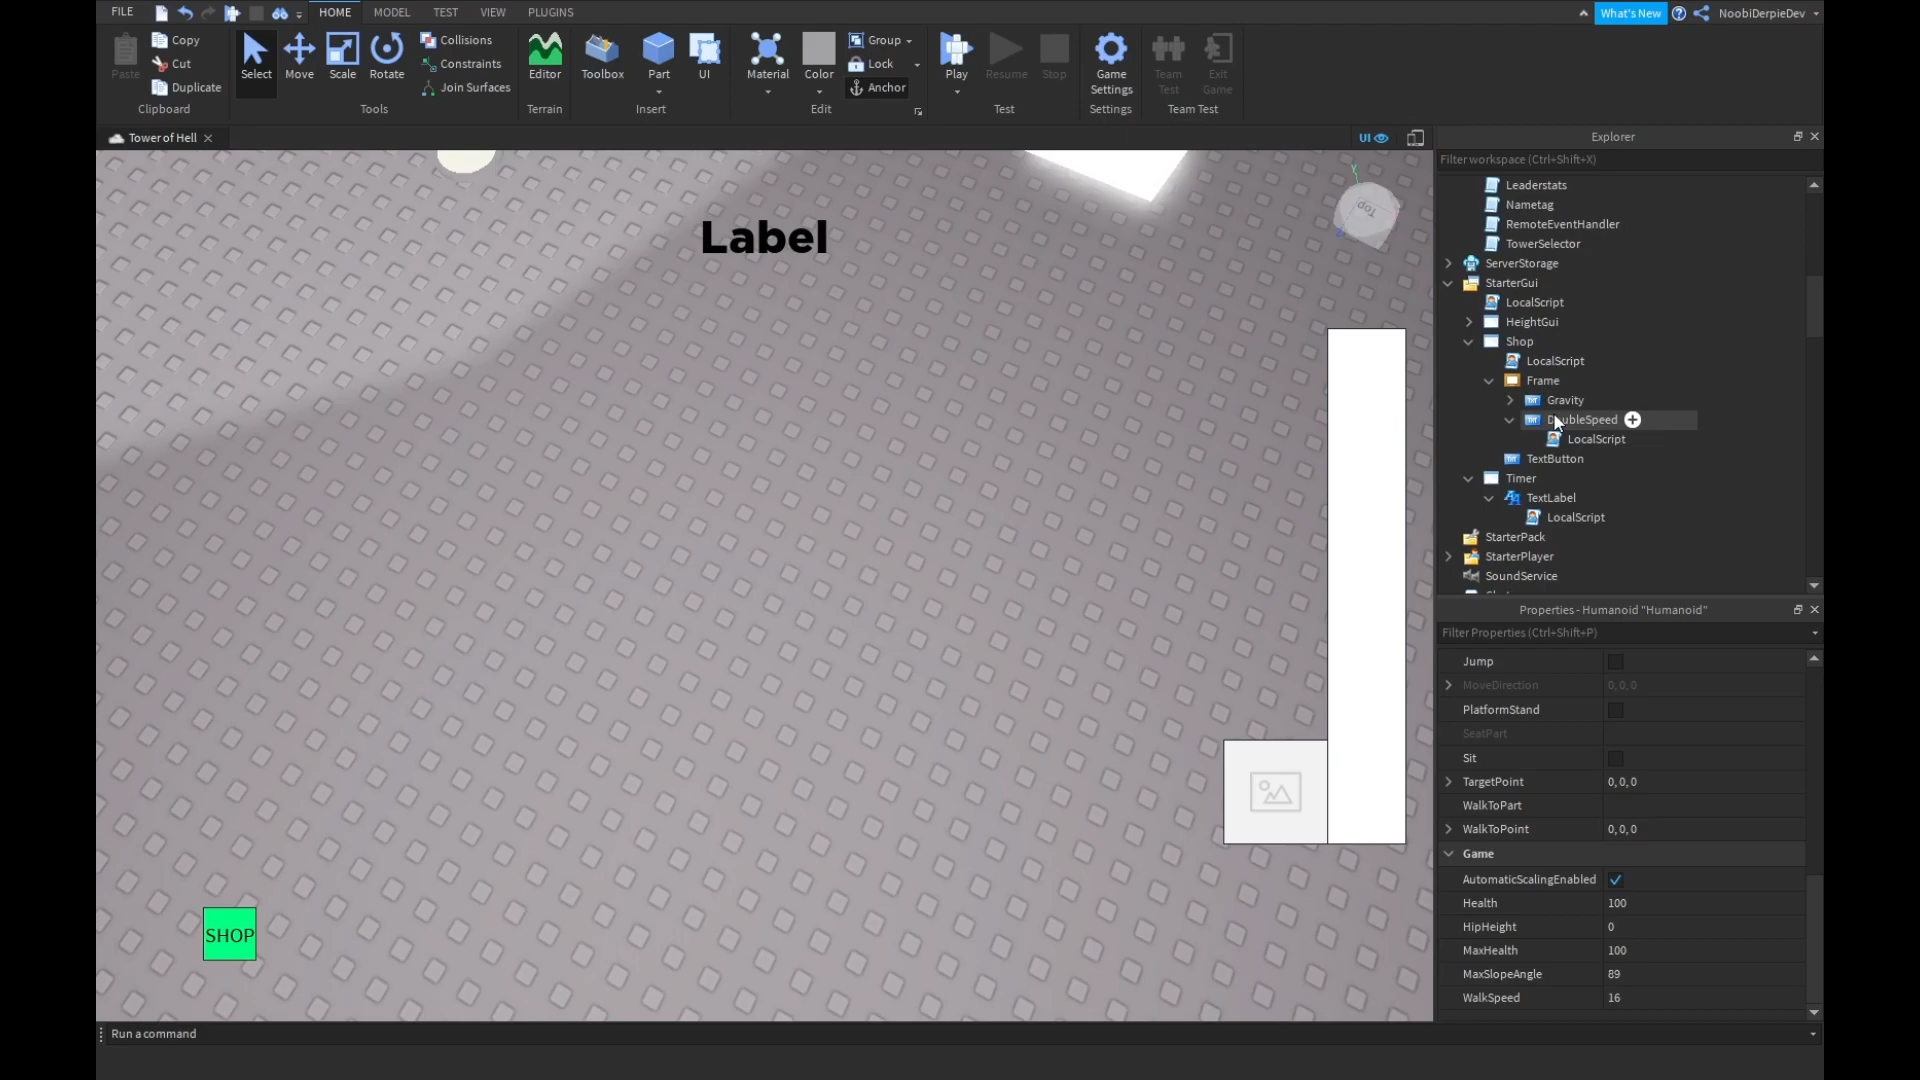 FILE HOME MODEL TEST VIEW PLUGINS What's New NoobiDerpieDev
Paste Copy Cut Duplicate Clipboard
Select Move Scale Rotate Collisions Constraints Join Surfaces Tools
Editor Terrain
Toolbox Part UI Insert
Material Color Group Lock Anchor Edit
Play Resume Stop Test
Game Settings Settings
Team Test Exit Game Team Test
Tower of Hell UI
Label
Top
Y
SHOP
Run a command
Explorer
Filter workspace (Ctrl+Shift+X)
Leaderstats
Nametag
RemoteEventHandler
TowerSelector
ServerStorage
StarterGui
LocalScript
HeightGui
Shop
LocalScript
Frame
Gravity
LocalScript
TextButton
Timer
TextLabel
LocalScript
StarterPack
StarterPlayer
SoundService
Properties - Humanoid "Humanoid"
Filter Properties (Ctrl+Shift+P)
Jump
MoveDirection 0, 0, 0
PlatformStand
SeatPart
Sit
TargetPoint 0, 0, 0
WalkToPart
WalkToPoint 0, 0, 0
Game
AutomaticScalingEnabled
Health 100
HipHeight 0
MaxHealth 100
MaxSlopeAngle 89
WalkSpeed 16